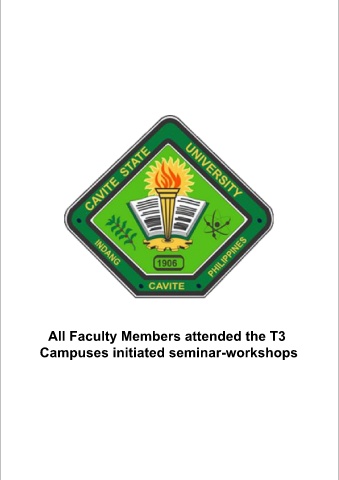 CAVITE STATE UNIVERSITY
INDANG
1906
PHILIPPINES
CAVITE
All Faculty Members attended the T3
Campuses initiated seminar-workshops